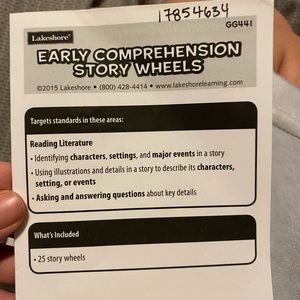 17854634
GG441
Lakeshore®
EARLY COMPREHENSION
STORY WHEELS
©2015 Lakeshore • (800) 428-4414 • www.lakeshorelearning.com
Targets standards in these areas:
Reading Literature
• Identifying characters, settings, and major events in a story
• Using illustrations and details in a story to describe its characters,
setting, or events
• Asking and answering questions about key details
What's Included
• 25 story wheels